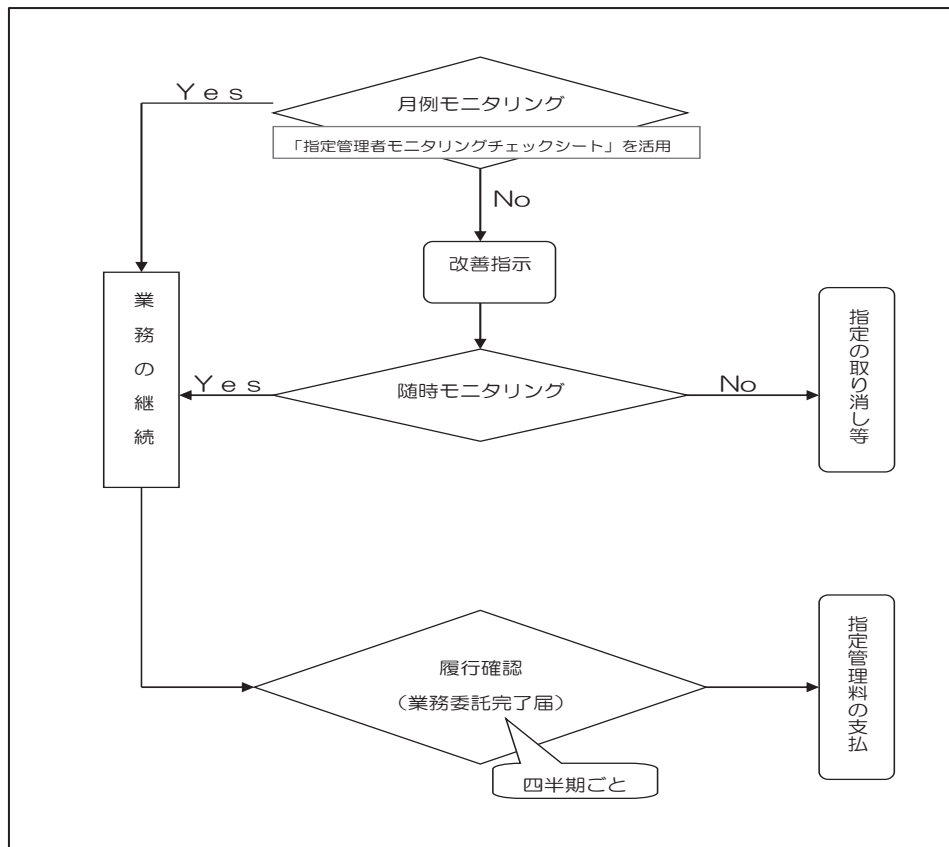 Yes
月例モニタリング
「指定管理者モニタリングチェックシート」を活用
No
改善指示
業務の継続
指定の取り消し等
Yes
随時モニタリング
No
履行確認
（業務委託完了届）
指定管理料の支払
四半期ごと